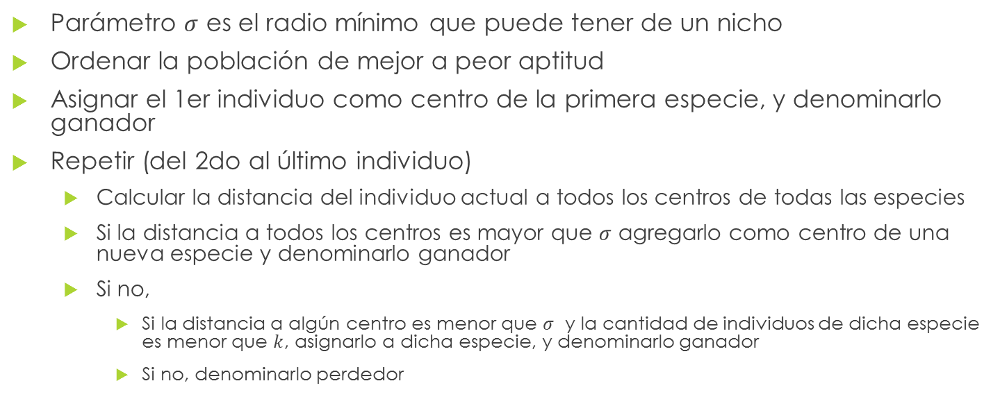 Parámetro σ es el radio mínimo que puede tener de un nicho
Ordenar la población de mejor a peor aptitud
Asignar el 1er individuo como centro de la primera especie, y denominarlo
ganador
Repetir (del 2do al último individuo)
Calcular la distancia del individuo actual a todos los centros de todas las especies
Si la distancia a todos los centros es mayor que σ agregarlo como centro de una
nueva especie y denominarlo ganador
Si no,
Si la distancia a algún centro es menor que σ y la cantidad de individuos de dicha especie
es menor que k, asignarlo a dicha especie, y denominarlo ganador
Si no, denominarlo perdedor